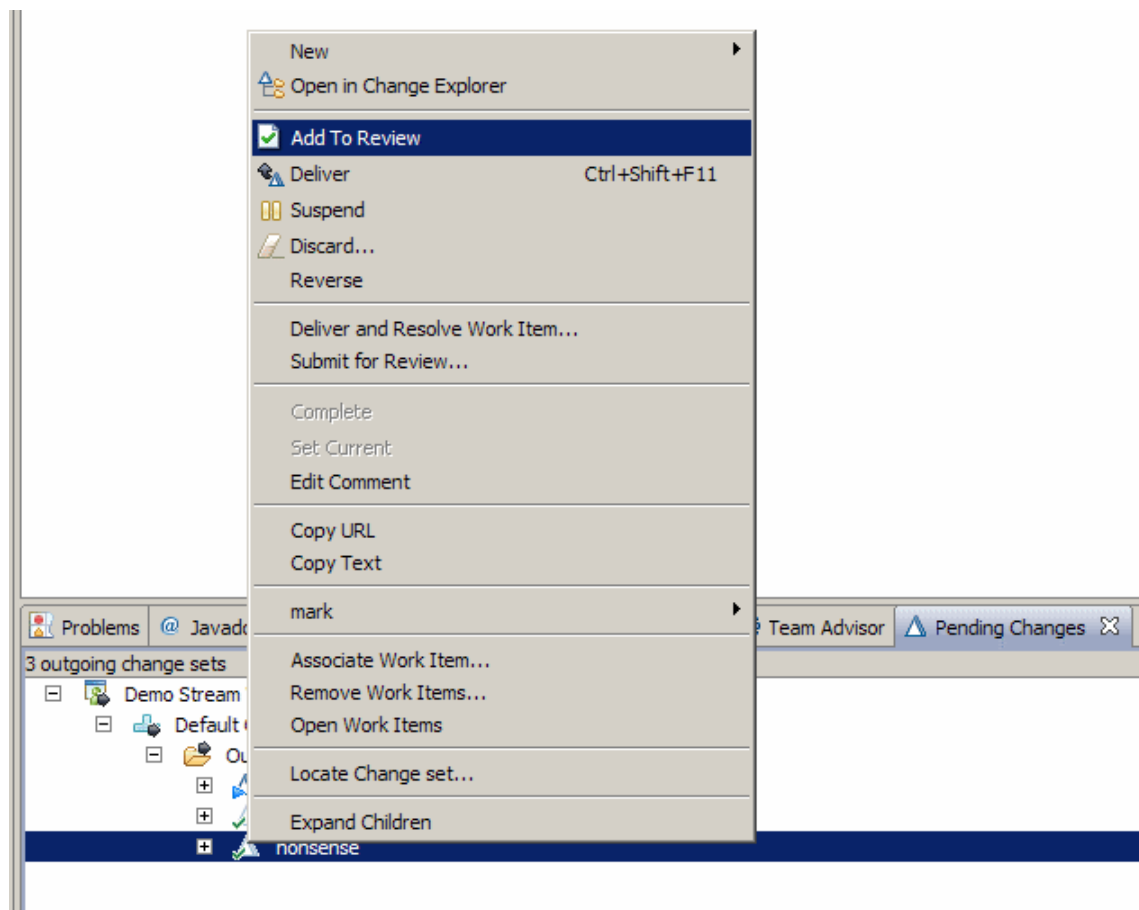 New
Open in Change Explorer
Add To Review
Deliver Ctrl+Shift+F11
Suspend
Discard...
Reverse
Deliver and Resolve Work Item...
Submit for Review...
Complete
Set Current
Edit Comment
Copy URL
Copy Text
mark
Problems @ Team Advisor Pending Changes
Associate Work Item...
3 outgoing change sets
Remove Work Items...
Demo Stream
Open Work Items
Default
Locate Change set...
Expand Children
nonsense